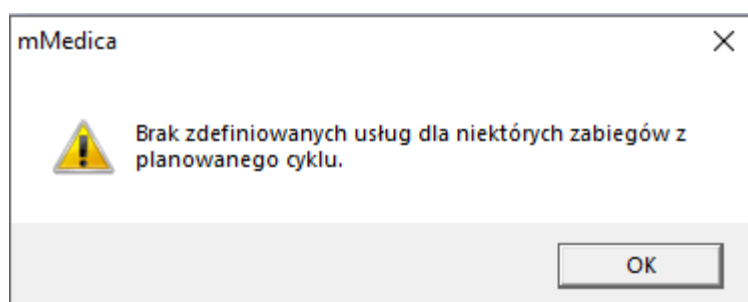 mMedica
Brak zdefiniowanych usług dla niektórych zabiegów z
planowanego cyklu.
OK